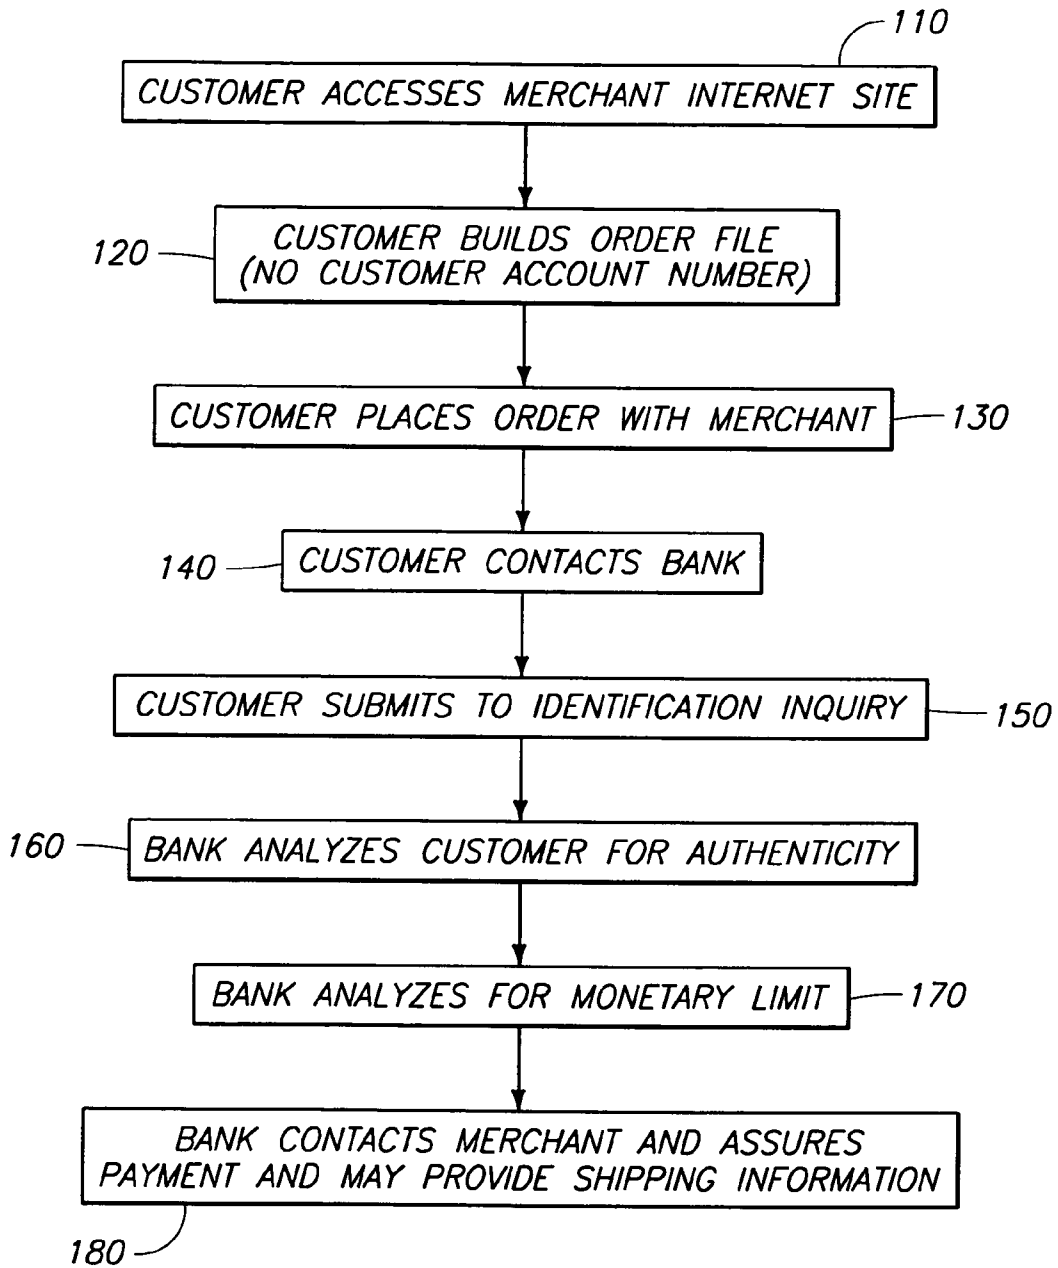 110
CUSTOMER ACCESSES MERCHANT INTERNET SITE
120
CUSTOMER BUILDS ORDER FILE
(NO CUSTOMER ACCOUNT NUMBER)
CUSTOMER PLACES ORDER WITH MERCHANT
130
140
CUSTOMER CONTACTS BANK
CUSTOMER SUBMITS TO IDENTIFICATION INQUIRY
150
160
BANK ANALYZES CUSTOMER FOR AUTHENTICITY
BANK ANALYZES FOR MONETARY LIMIT
170
BANK CONTACTS MERCHANT AND ASSURES
PAYMENT AND MAY PROVIDE SHIPPING INFORMATION
180